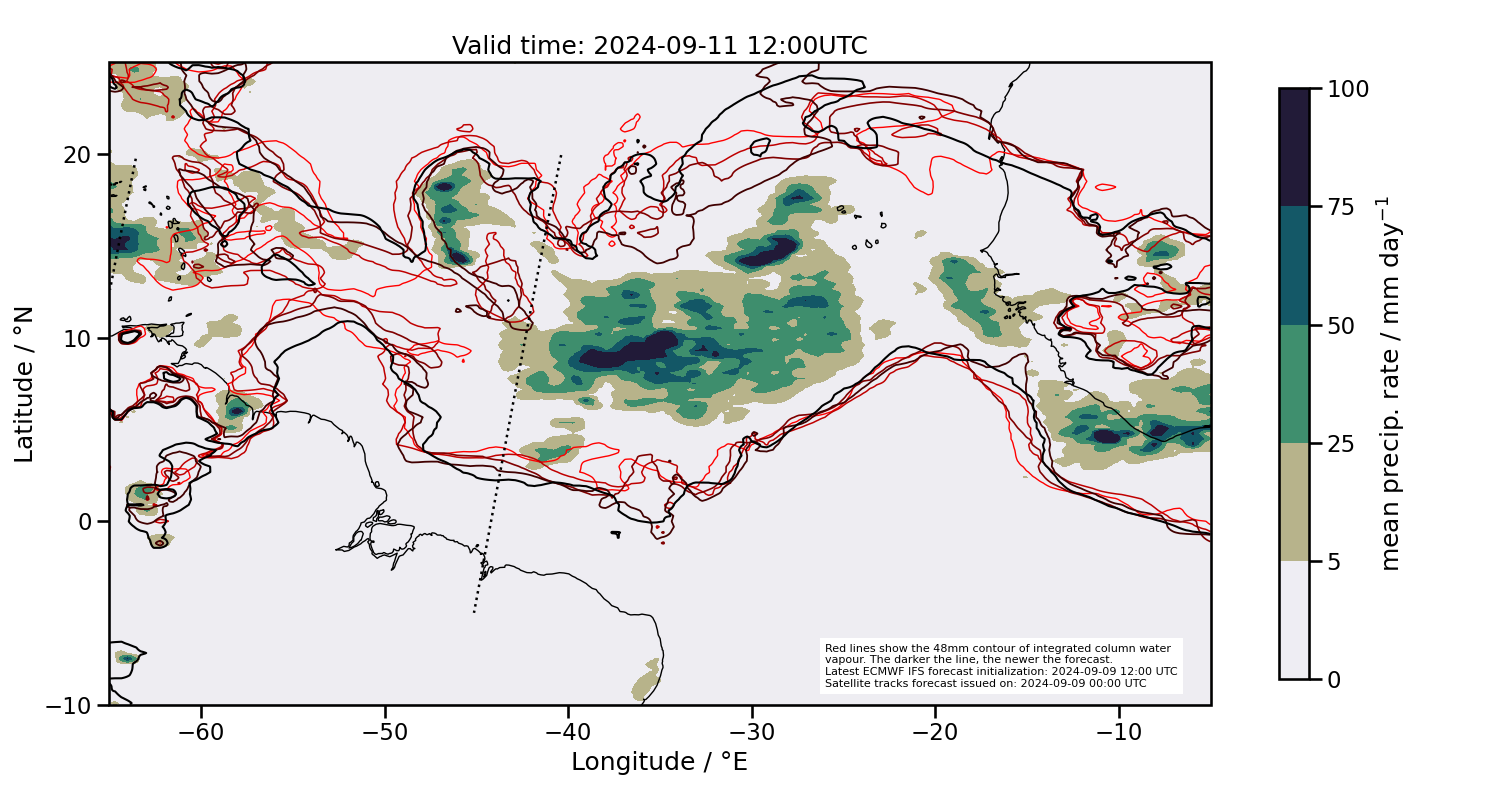 Valid time: 2024-09-11 12:00UTC
Latitude / °N
20
10
0
−10
−60
−50
−40
−30
−20
−10
Longitude / °E
Red lines show the 48mm contour of integrated column water
vapour. The darker the line, the newer the forecast.
Latest ECMWF IFS forecast initialization: 2024-09-09 12:00 UTC
Satellite tracks forecast issued on: 2024-09-09 00:00 UTC
100
75
50
25
5
0
mean precip. rate / mm day⁻¹